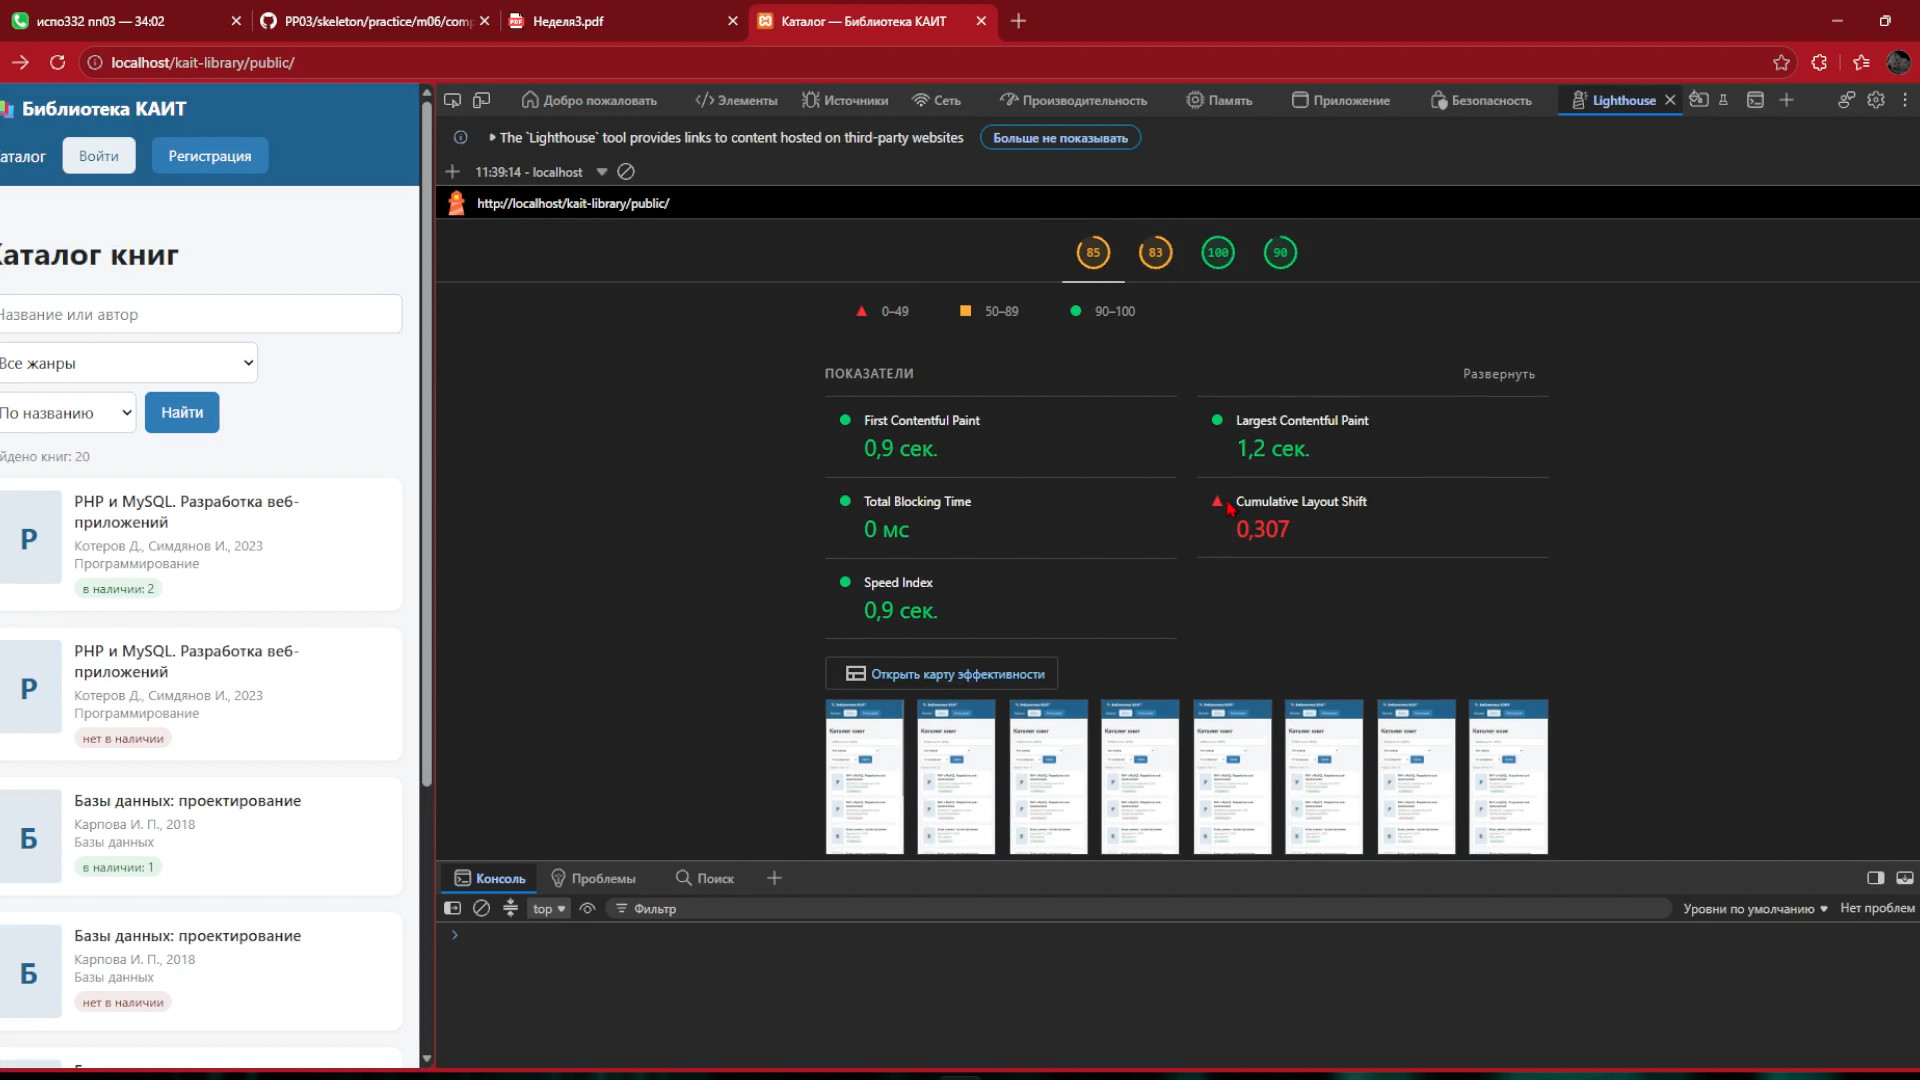 испо332 пп03 — 34:02
PP03/skeleton/practice/m06/comp
Неделя3.pdf
Каталог — Библиотека КАИТ
localhost/kait-library/public/
Библиотека КАИТ
аталог
Войти
Регистрация
Каталог книг
Название или автор
Все жанры
По названию
Найти
йдено книг: 20
P
PHP и MySQL. Разработка веб-
приложений
Котеров Д., Симдянов И., 2023
Программирование
в наличии: 2
P
PHP и MySQL. Разработка веб-
приложений
Котеров Д., Симдянов И., 2023
Программирование
нет в наличии
Б
Базы данных: проектирование
Карпова И. П., 2018
Базы данных
в наличии: 1
Б
Базы данных: проектирование
Карпова И. П., 2018
Базы данных
нет в наличии
Добро пожаловать
Элементы
Источники
Сеть
Производительность
Память
Приложение
Безопасность
Lighthouse
The `Lighthouse` tool provides links to content hosted on third-party websites
Больше не показывать
11:39:14 - localhost
http://localhost/kait-library/public/
85
83
100
90
0–49
50–89
90–100
ПОКАЗАТЕЛИ
Развернуть
First Contentful Paint
0,9 сек.
Largest Contentful Paint
1,2 сек.
Total Blocking Time
0 мс
Cumulative Layout Shift
0,307
Speed Index
0,9 сек.
Открыть карту эффективности
Консоль
Проблемы
Поиск
top
Фильтр
Уровни по умолчанию
Нет проблем